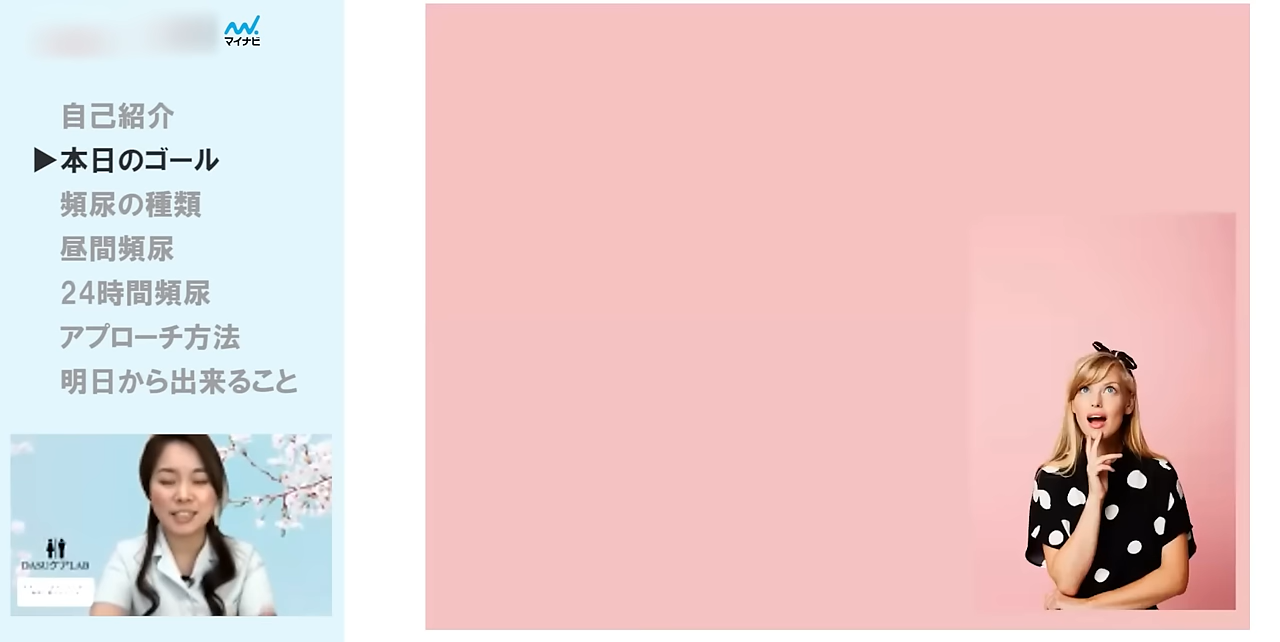 マイナビ
自己紹介
▶本日のゴール
頻尿の種類
昼間頻尿
24時間頻尿
アプローチ方法
明日から出来ること
DASUケアLAB